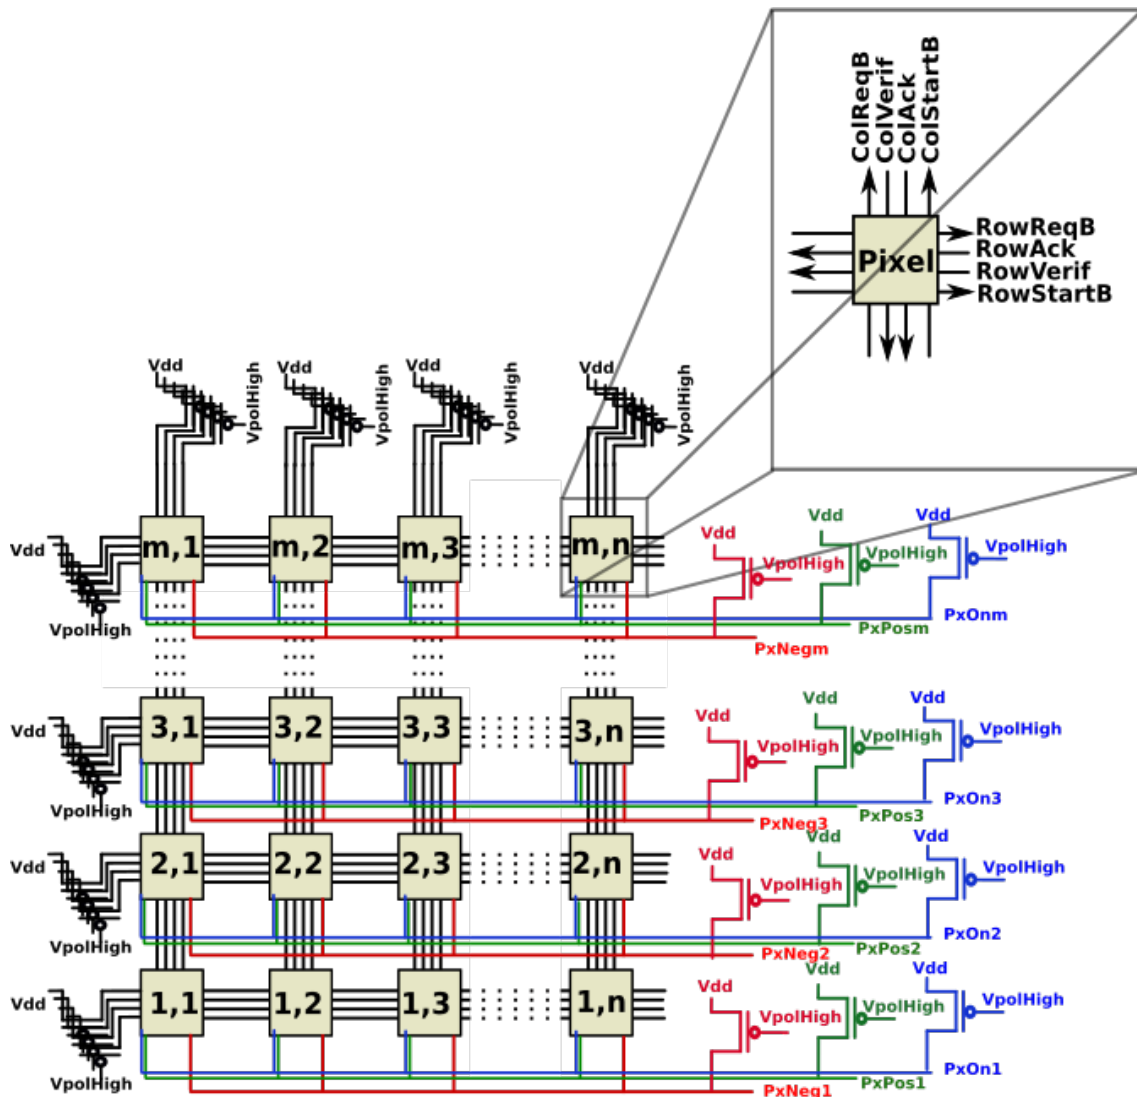 ColReqB
ColVerif
ColAck
ColStartB
RowReqB
RowAck
RowVerif
RowStartB
Pixel
Vdd
VpolHigh
Vdd
VpolHigh
Vdd
VpolHigh
Vdd
VpolHigh
Vdd
VpolHigh
m,1
m,2
m,3
m,n
Vdd
VpolHigh
Vdd
VpolHigh
Vdd
VpolHigh
PxOnm
PxPosm
PxNegm
Vdd
VpolHigh
3,1
3,2
3,3
3,n
Vdd
VpolHigh
Vdd
VpolHigh
Vdd
VpolHigh
PxOn3
PxPos3
PxNeg3
Vdd
VpolHigh
2,1
2,2
2,3
2,n
Vdd
VpolHigh
Vdd
VpolHigh
Vdd
VpolHigh
PxOn2
PxPos2
PxNeg2
Vdd
VpolHigh
1,1
1,2
1,3
1,n
Vdd
VpolHigh
Vdd
VpolHigh
Vdd
VpolHigh
PxOn1
PxPos1
PxNeg1